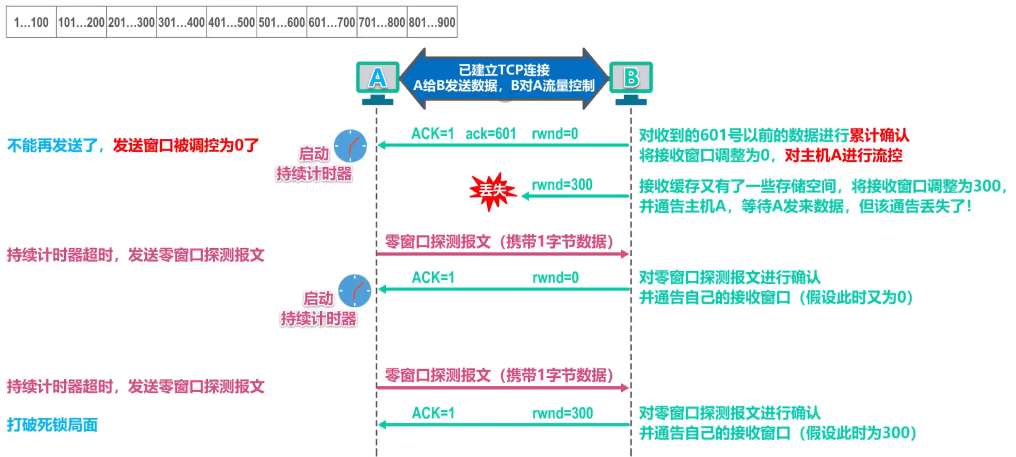 1…100 101…200 201…300 301…400 401…500 501…600 601…700 701…800 801…900
A
已建立TCP连接
A给B发送数据，B对A流量控制
B
不能再发送了，发送窗口被调控为0了
启动
持续计时器
ACK=1 ack=601 rwnd=0
对收到的601号以前的数据进行累计确认
将接收窗口调整为0，对主机A进行流控
丢失
rwnd=300
接收缓存又有了一些存储空间，将接收窗口调整为300，
并通告主机A，等待A发来数据，但该通告丢失了！
持续计时器超时，发送零窗口探测报文
零窗口探测报文（携带1字节数据）
启动
持续计时器
ACK=1 rwnd=0
对零窗口探测报文进行确认
并通告自己的接收窗口（假设此时又为0）
持续计时器超时，发送零窗口探测报文
零窗口探测报文（携带1字节数据）
打破死锁局面
ACK=1 rwnd=300
对零窗口探测报文进行确认
并通告自己的接收窗口（假设此时为300）